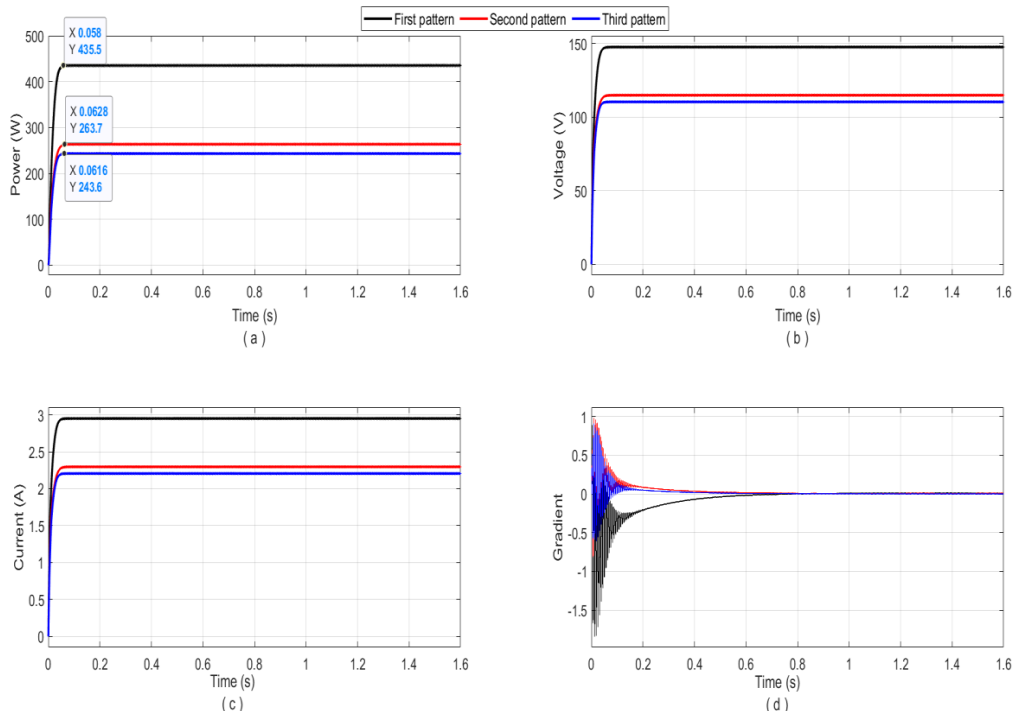 First pattern Second pattern Third pattern
X 0.058
Y 435.5
X 0.0628
Y 263.7
X 0.0616
Y 243.6
500
400
300
200
100
0
Power (W)
0 0.2 0.4 0.6 0.8 1 1.2 1.4 1.6
Time (s)
( a )
150
100
50
0
Voltage (V)
0 0.2 0.4 0.6 0.8 1 1.2 1.4 1.6
Time (s)
( b )
3
2.5
2
1.5
1
0.5
0
Current (A)
0 0.2 0.4 0.6 0.8 1 1.2 1.4 1.6
Time (s)
( c )
1
0.5
0
-0.5
-1
-1.5
Gradient
0 0.2 0.4 0.6 0.8 1 1.2 1.4 1.6
Time (s)
( d )